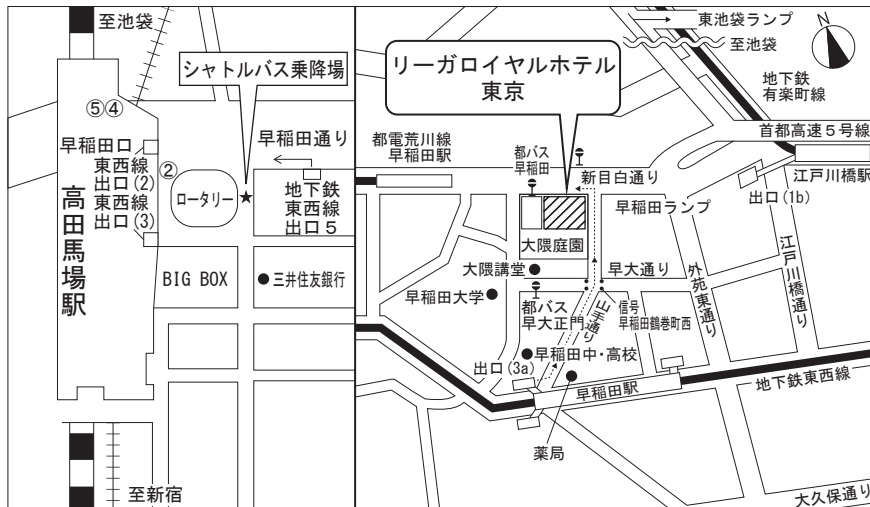 至池袋
シャトルバス乗降場
⑤④
早稲田口
東西線
出口(2)
東西線
出口(3)
②
ロータリー
早稲田通り
地下鉄
東西線
出口5
高田馬場駅
BIG BOX
三井住友銀行
至新宿
リーガロイヤルホテル
東京
東池袋ランプ
至池袋
N
地下鉄
有楽町線
首都高速5号線
都電荒川線
早稲田駅
都バス
早稲田
新目白通り
江戸川橋駅
出口(1b)
早稲田ランプ
大隈庭園
大隈講堂
早大通り
早稲田大学
都バス
早大正門
山手通り
信号
早稲田鶴巻町西
外苑東通り
江戸川橋通り
早稲田中・高校
出口(3a)
早稲田駅
地下鉄東西線
薬局
大久保通り